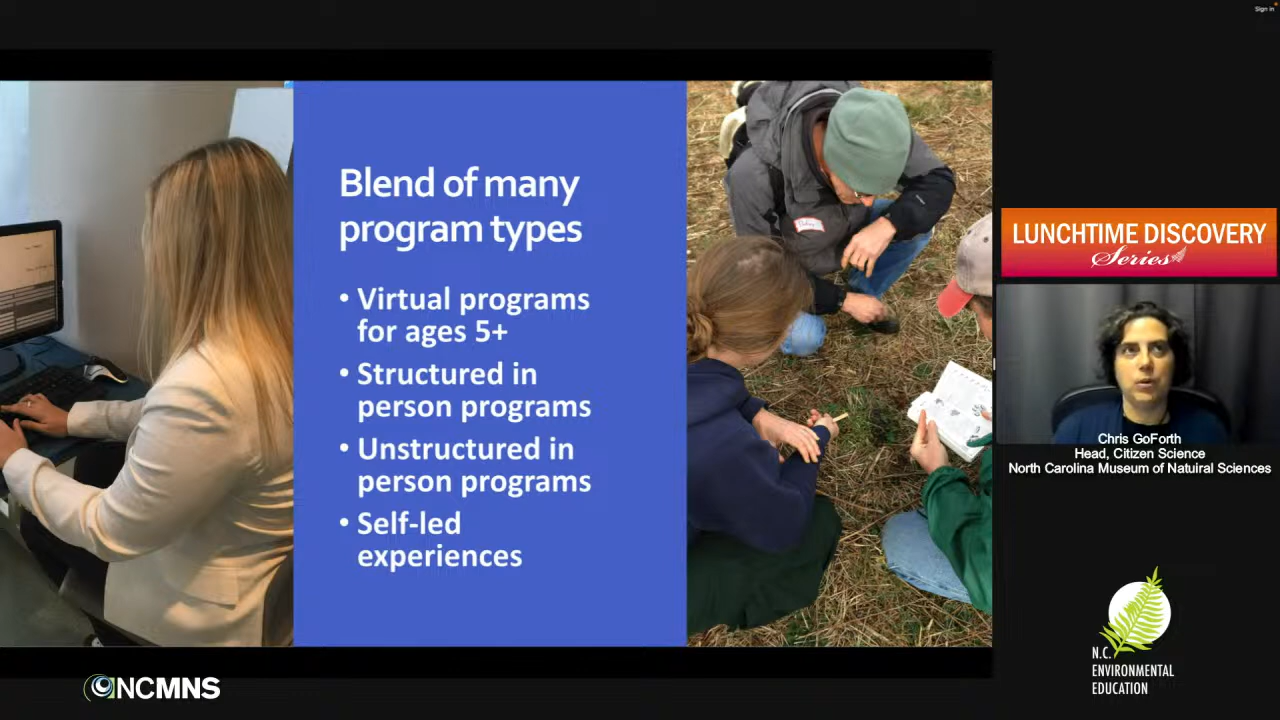 Sign in
Blend of many
program types
• Virtual programs
for ages 5+
• Structured in
person programs
• Unstructured in
person programs
• Self-led
experiences
LUNCHTIME DISCOVERY
Series
Chris GoForth
Head, Citizen Science
North Carolina Museum of Natuiral Sciences
N.C.
ENVIRONMENTAL
EDUCATION
NCMNS